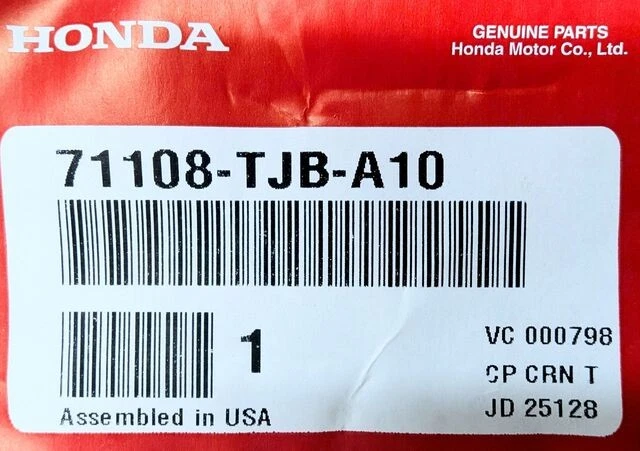 HONDA
GENUINE PARTS
Honda Motor Co., Ltd.
71108-TJB-A10
1
VC 000798
CP CRN T
JD 25128
Assembled in USA